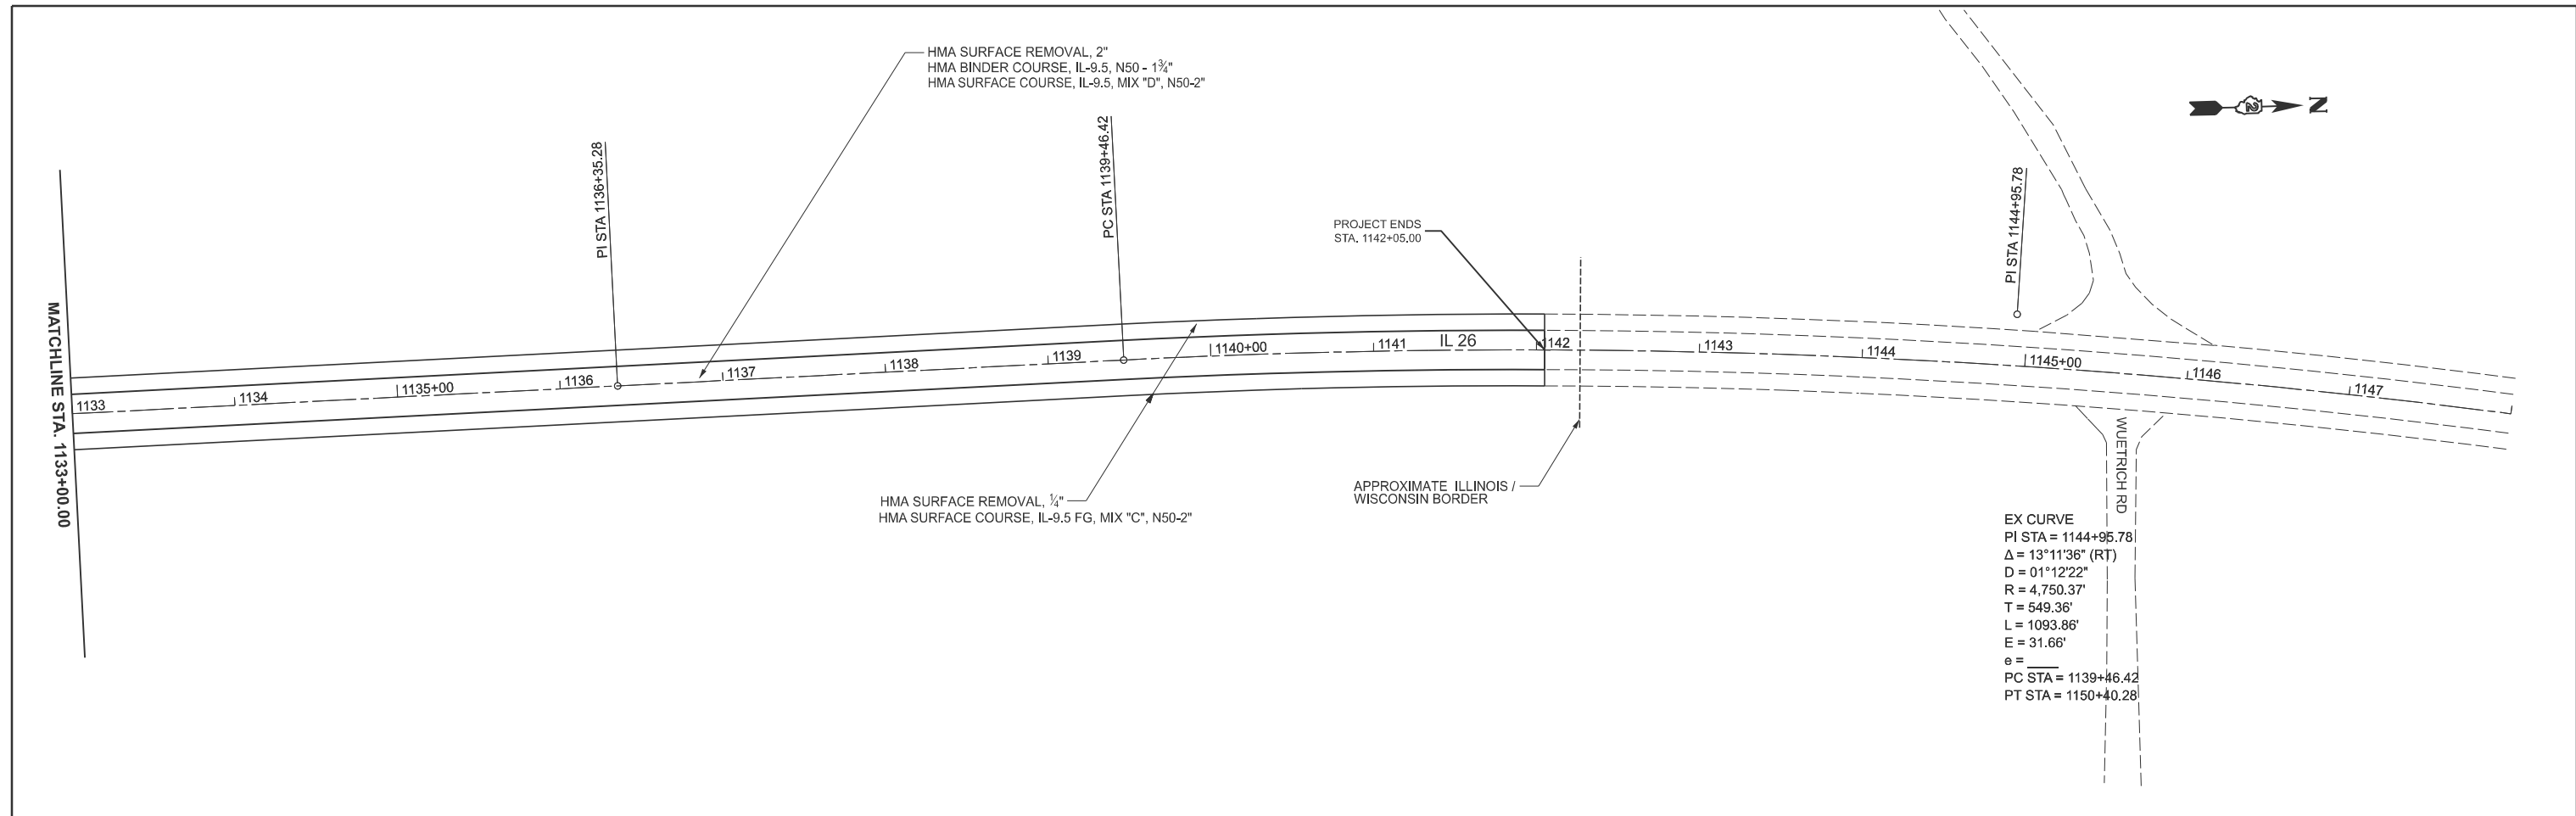 HMA SURFACE REMOVAL, 2"
HMA BINDER COURSE, IL-9.5, N50 - 1¾"
HMA SURFACE COURSE, IL-9.5, MIX "D", N50-2"
N
2
PI STA 1136+35.28
PC STA 1139+46.42
PI STA 1144+95.78
PROJECT ENDS
STA. 1142+05.00
MATCHLINE STA. 1133+00.00
1133
1134
1135+00
1136
1137
1138
1139
1140+00
1141
IL 26
1142
1143
1144
1145+00
1146
1147
HMA SURFACE REMOVAL, ¼"
HMA SURFACE COURSE, IL-9.5 FG, MIX "C", N50-2"
APPROXIMATE ILLINOIS /
WISCONSIN BORDER
WUETRICH RD
EX CURVE
PI STA = 1144+95.78
Δ = 13°11'36" (RT)
D = 01°12'22"
R = 4,750.37'
T = 549.36'
L = 1093.86'
E = 31.66'
e = ____
PC STA = 1139+46.42
PT STA = 1150+40.28